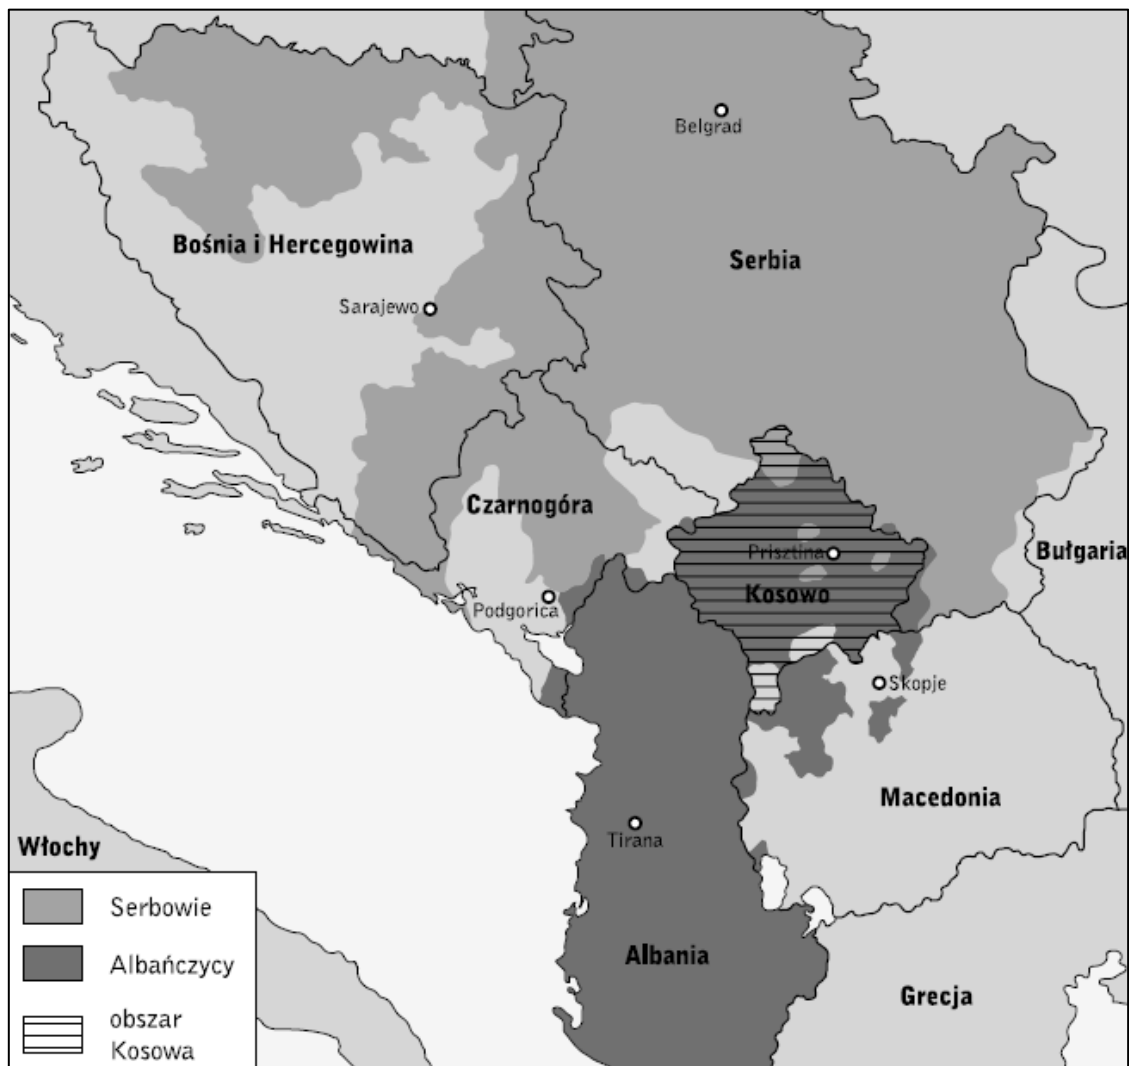 Belgrad
Bośnia i Hercegowina
Serbia
Sarajewo
Czarnogóra
Prisztina
Bułgaria
Kosowo
Podgorica
Skopje
Macedonia
Tirana
Włochy
Albania
Grecja
Serbowie
Albańczycy
obszar
Kosowa